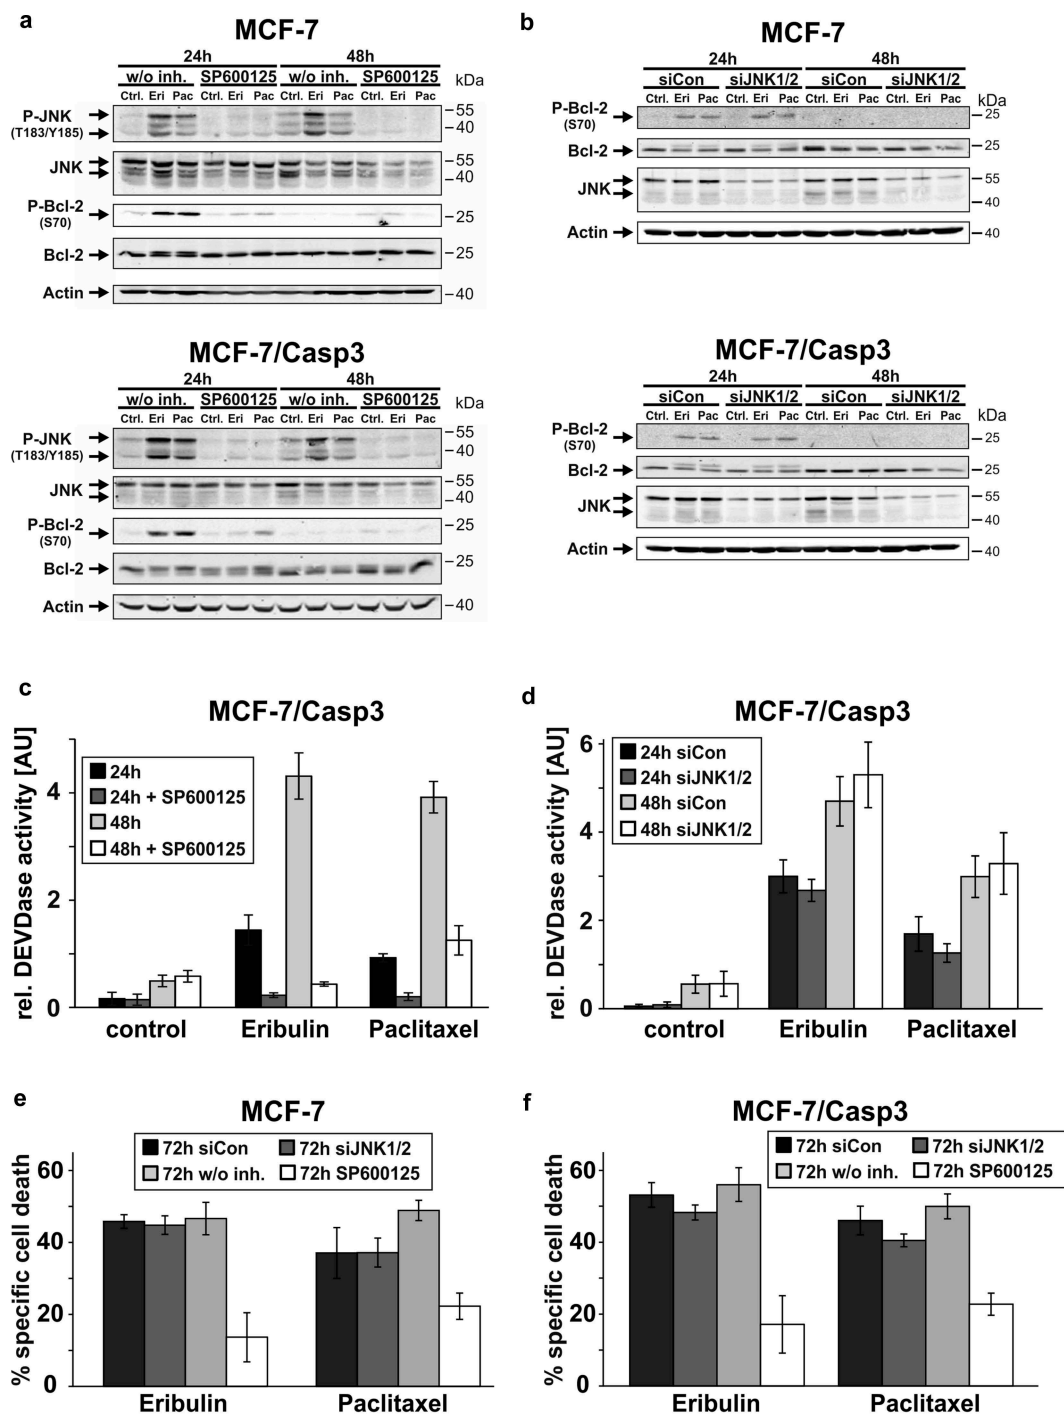 a
MCF-7
24h 48h
w/o inh. SP600125 w/o inh. SP600125
kDa
Ctrl. Eri Pac Ctrl. Eri Pac Ctrl. Eri Pac Ctrl. Eri Pac
P-JNK
(T183/Y185)
55
40
JNK
55
40
P-Bcl-2
(S70)
25
Bcl-2
25
Actin
40
MCF-7/Casp3
24h 48h
w/o inh. SP600125 w/o inh. SP600125
kDa
Ctrl. Eri Pac Ctrl. Eri Pac Ctrl. Eri Pac Ctrl. Eri Pac
P-JNK
(T183/Y185)
55
40
JNK
55
40
P-Bcl-2
(S70)
25
Bcl-2
25
Actin
40
b
MCF-7
24h 48h
siCon siJNK1/2 siCon siJNK1/2
Ctrl. Eri Pac Ctrl. Eri Pac Ctrl. Eri Pac Ctrl. Eri Pac
kDa
P-Bcl-2
(S70)
25
Bcl-2
25
JNK
55
40
Actin
40
MCF-7/Casp3
24h 48h
siCon siJNK1/2 siCon siJNK1/2
Ctrl. Eri Pac Ctrl. Eri Pac Ctrl. Eri Pac Ctrl. Eri Pac
kDa
P-Bcl-2
(S70)
25
Bcl-2
25
JNK
55
40
Actin
40
c
MCF-7/Casp3
rel. DEVDase activity [AU]
24h
24h + SP600125
48h
48h + SP600125
4
2
0
control Eribulin Paclitaxel
d
MCF-7/Casp3
rel. DEVDase activity [AU]
24h siCon
24h siJNK1/2
48h siCon
48h siJNK1/2
6
4
2
0
control Eribulin Paclitaxel
e
MCF-7
72h siCon 72h siJNK1/2
72h w/o inh. 72h SP600125
% specific cell death
60
40
20
0
Eribulin Paclitaxel
f
MCF-7/Casp3
72h siCon 72h siJNK1/2
72h w/o inh. 72h SP600125
% specific cell death
60
40
20
0
Eribulin Paclitaxel